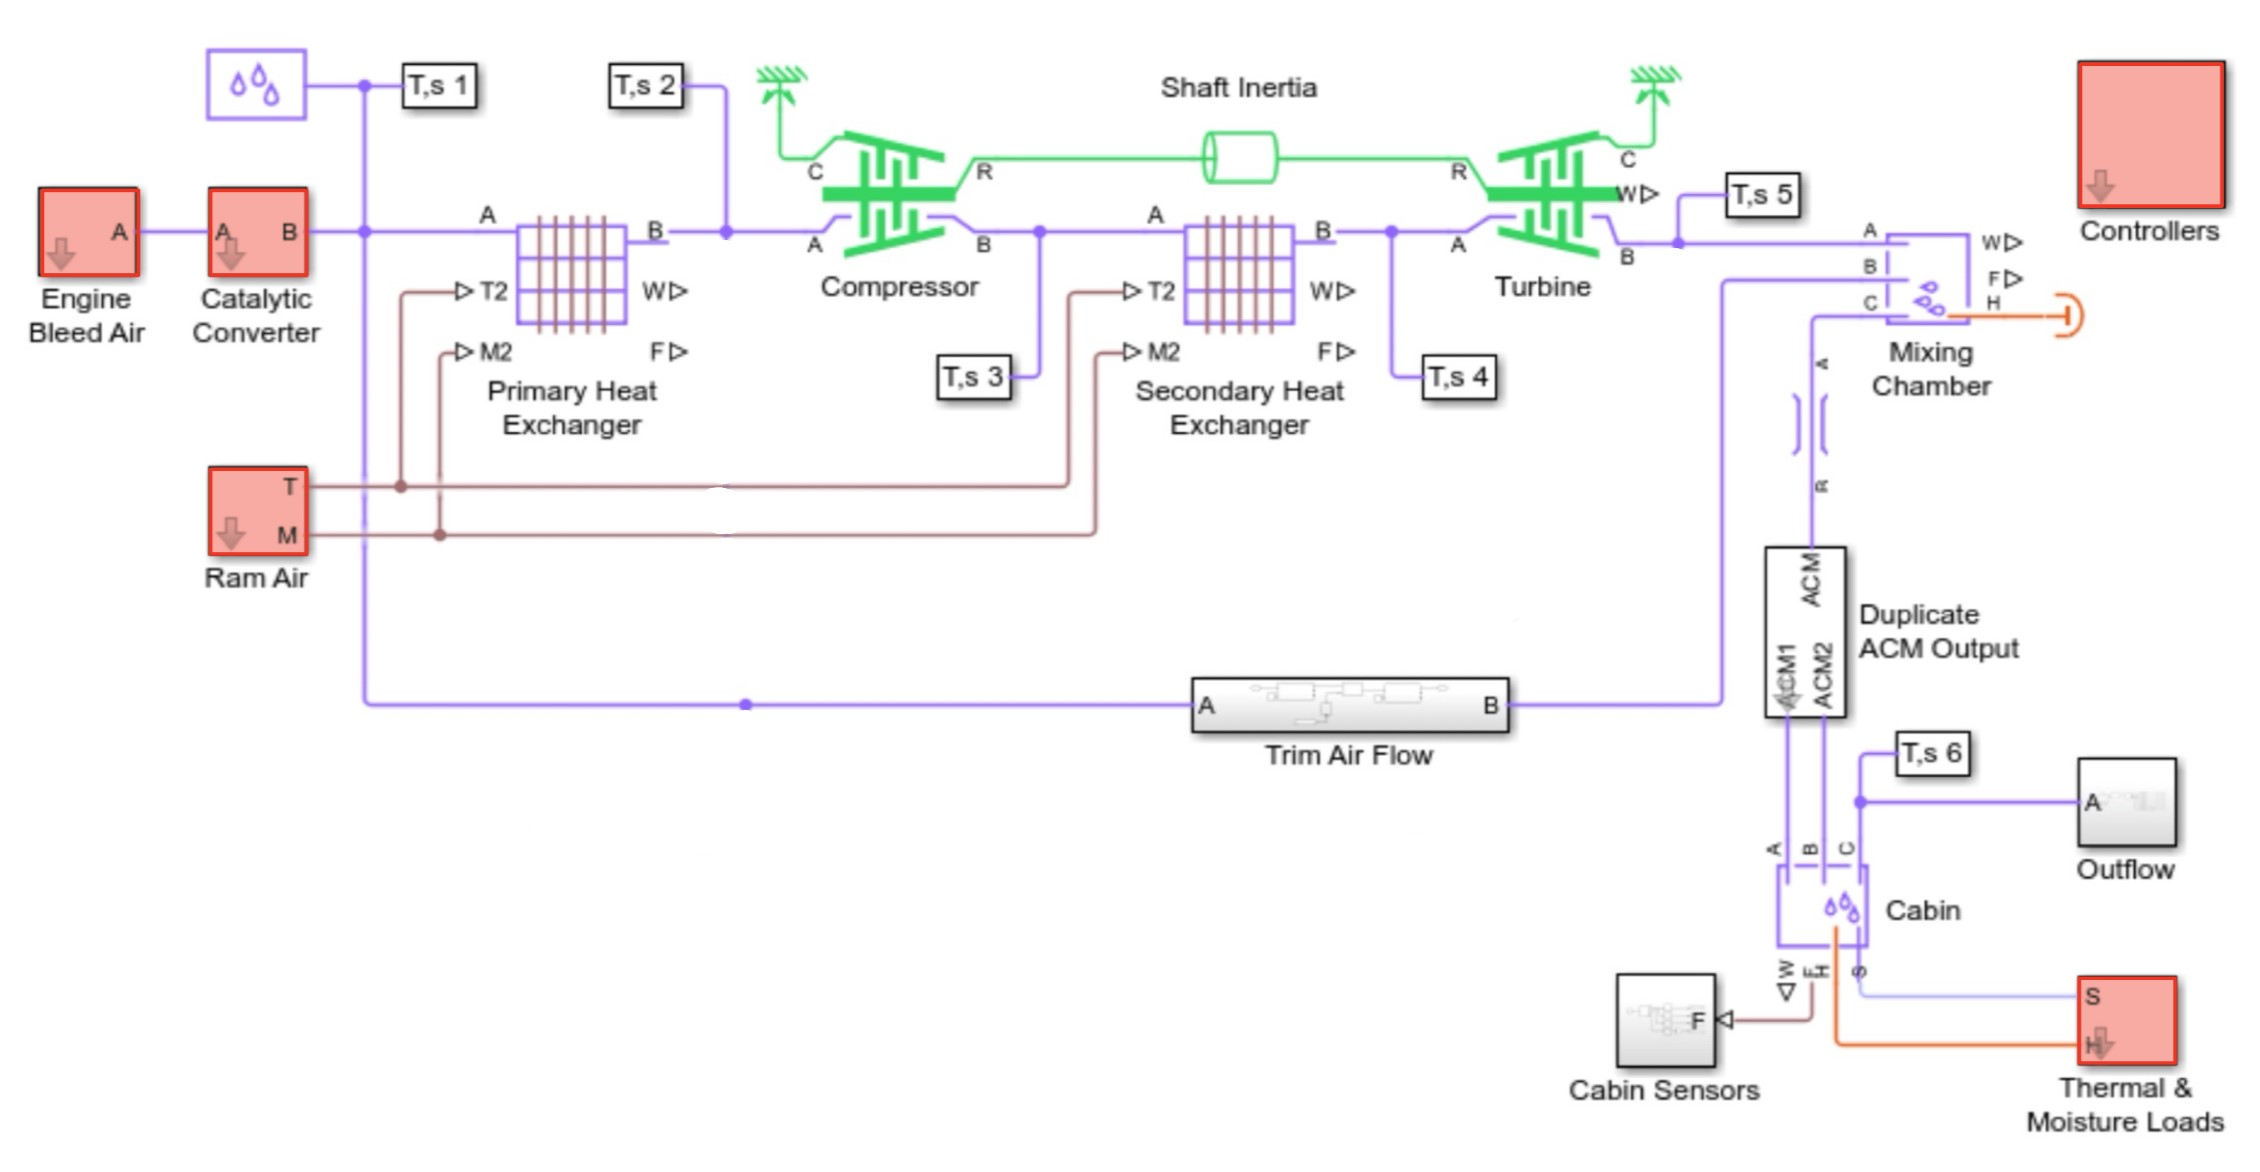 T,s 1
T,s 2
Shaft Inertia
C
R
R
C
W
T,s 5
A
A
B
A
B
A
B
A
B
A
B
A
B
A
B
C
W
F
H
Controllers
Engine
Bleed Air
Catalytic
Converter
T2
W
M2
F
Primary Heat
Exchanger
Compressor
T,s 3
T2
W
M2
F
Secondary Heat
Exchanger
T,s 4
Turbine
Mixing
Chamber
A
R
T
M
Ram Air
ACM
ACM1
ACM2
Duplicate
ACM Output
A
B
Trim Air Flow
T,s 6
A
Outflow
A
B
C
Cabin
W
F
H
S
F
Cabin Sensors
S
H
Thermal &
Moisture Loads